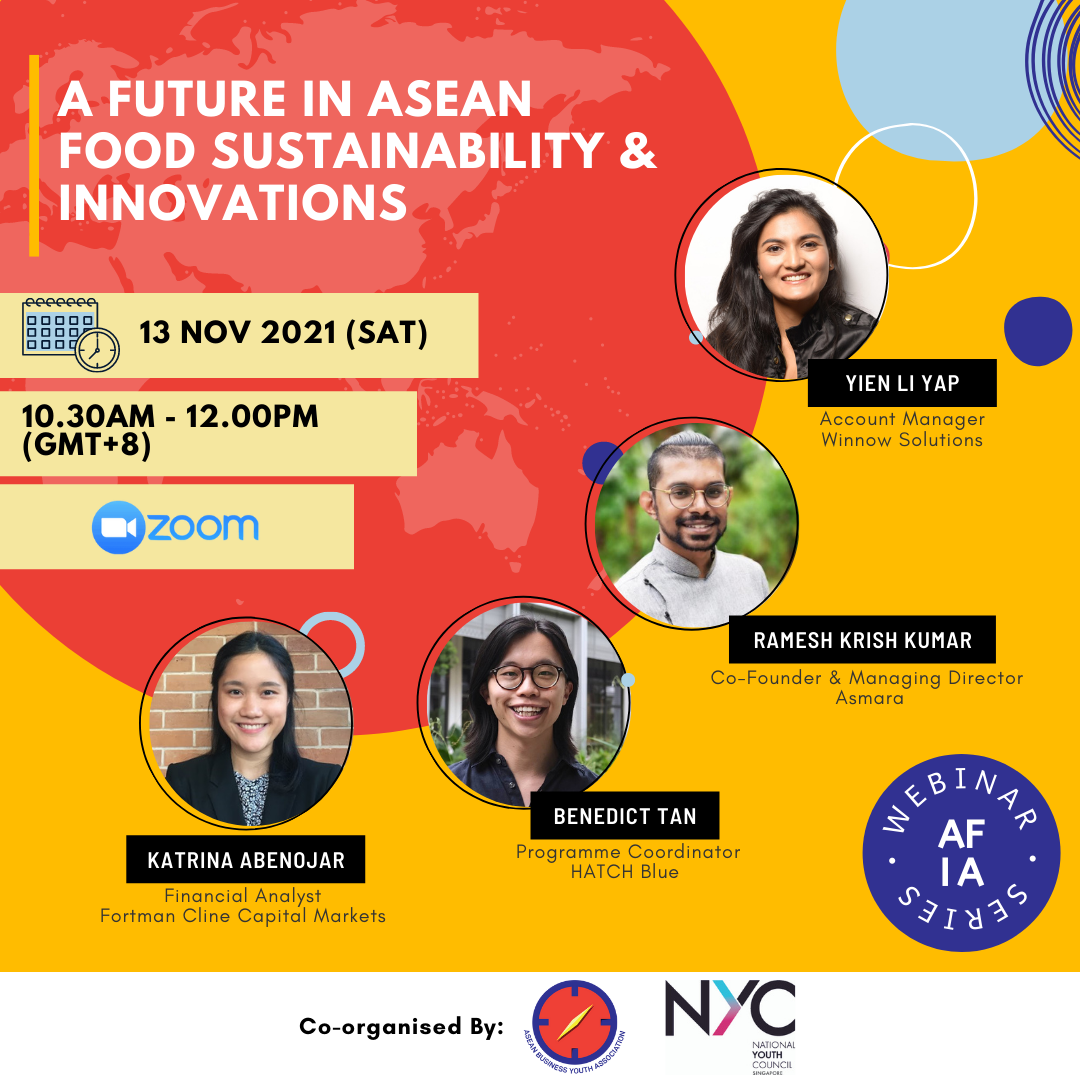 A FUTURE IN ASEAN
FOOD SUSTAINABILITY &
INNOVATIONS
13 NOV 2021 (SAT)
10.30AM - 12.00PM
(GMT+8)
zoom
YIEN LI YAP
Account Manager
Winnow Solutions
RAMESH KRISH KUMAR
Co-Founder & Managing Director
Asmara
BENEDICT TAN
Programme Coordinator
HATCH Blue
KATRINA ABENOJAR
Financial Analyst
Fortman Cline Capital Markets
WEBINAR
AF
IA
SERIES
Co-organised By:
ASEAN BUSINESS YOUTH ASSOCIATION
NYC
NATIONAL
YOUTH
COUNCIL
SINGAPORE